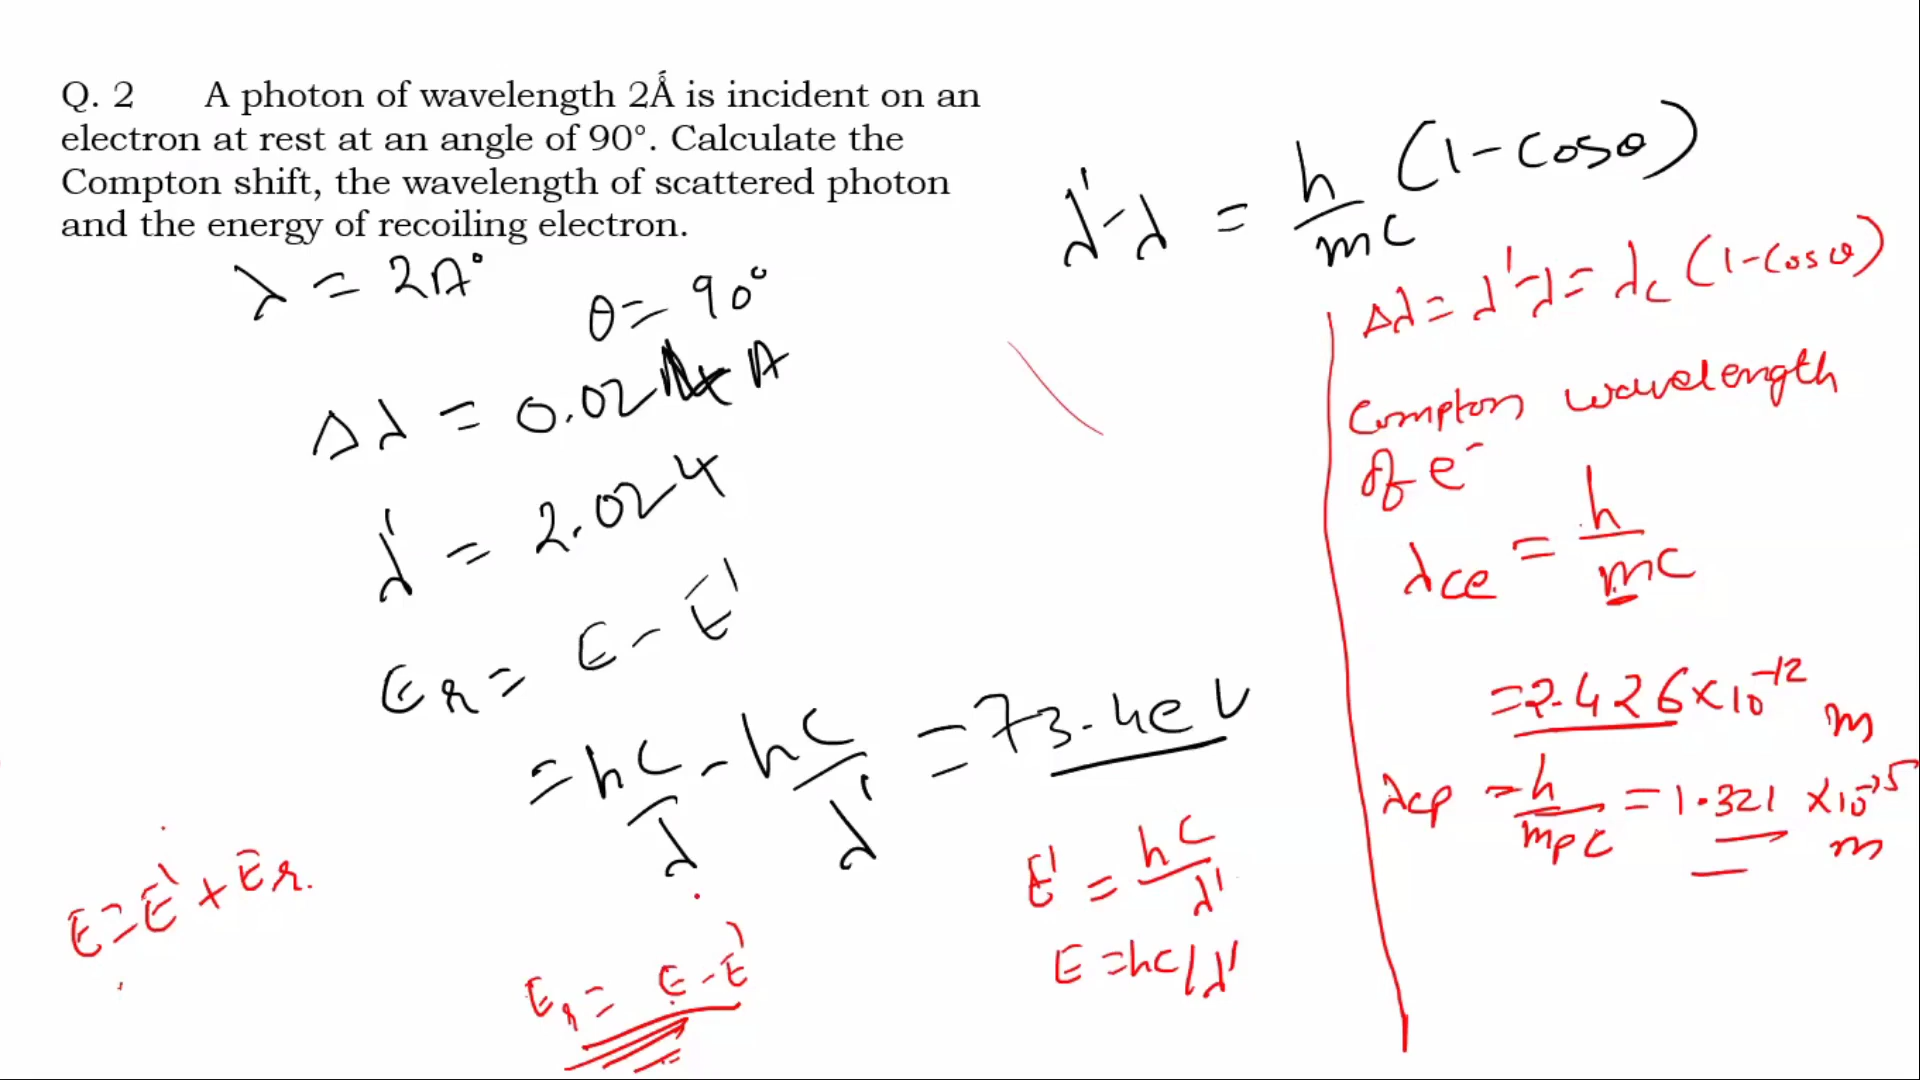 Q. 2 A photon of wavelength 2Ǻ is incident on an
electron at rest at an angle of 90°. Calculate the
Compton shift, the wavelength of scattered photon
and the energy of recoiling electron.
λ = 2A°
θ = 90°
Δλ = 0.024 A
λ' = 2.024
Er = E - E'
= hc/λ - hc/λ' = 73.4eV
E = E' + Er.
Er = E - E'
E' = hc/λ'
E = hc/λ'
λ' - λ = h/mc (1 - cosθ)
Δλ = λ' - λ = λc (1 - cosθ)
Compton wavelength
of e⁻
λce = h/mc
= 2.426 × 10⁻¹² m
λcp = h/mpc = 1.321 × 10⁻¹⁵ m